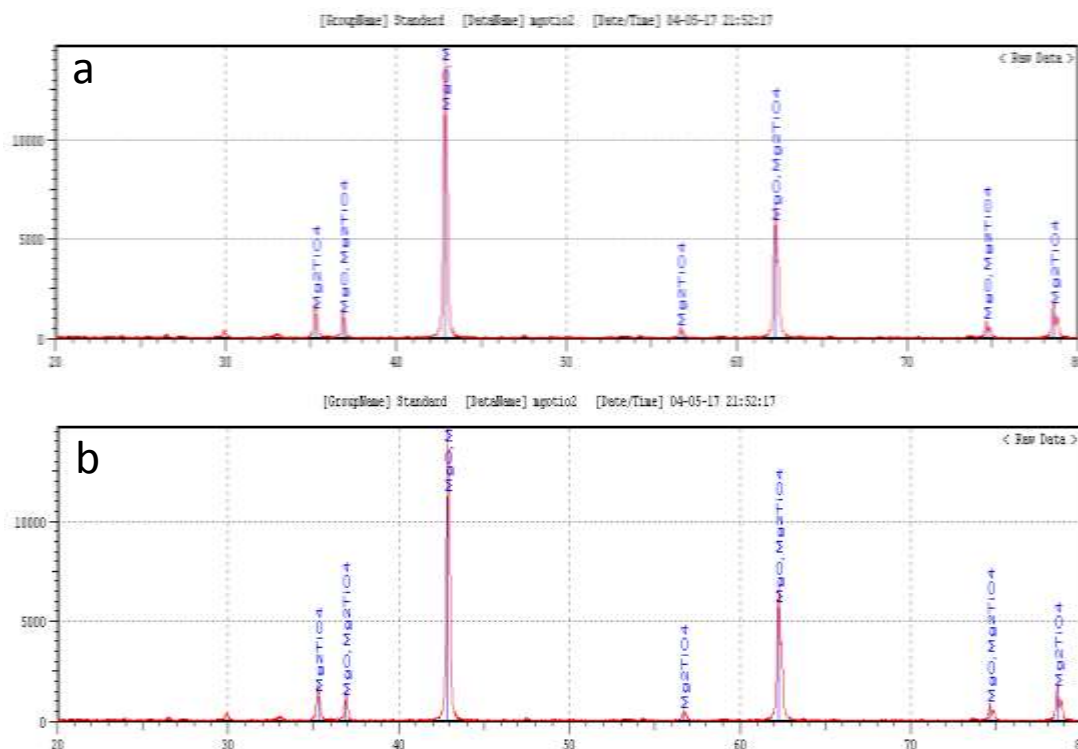 [GroupName] Standard [DataName] mgotio2 [Date/Time] 04-05-17 21:52:17
a
< Raw Data >
MgO, M
Mg2TiO4
MgO, Mg2TiO4
Mg2TiO4
MgO, Mg2TiO4
MgO, Mg2TiO4
Mg2TiO4
10000
5000
0
20 30 40 50 60 70 8
[GroupName] Standard [DataName] mgotio2 [Date/Time] 04-05-17 21:52:17
b
< Raw Data >
MgO, M
Mg2TiO4
MgO, Mg2TiO4
Mg2TiO4
MgO, Mg2TiO4
MgO, Mg2TiO4
Mg2TiO4
10000
5000
0
20 30 40 50 60 70 8